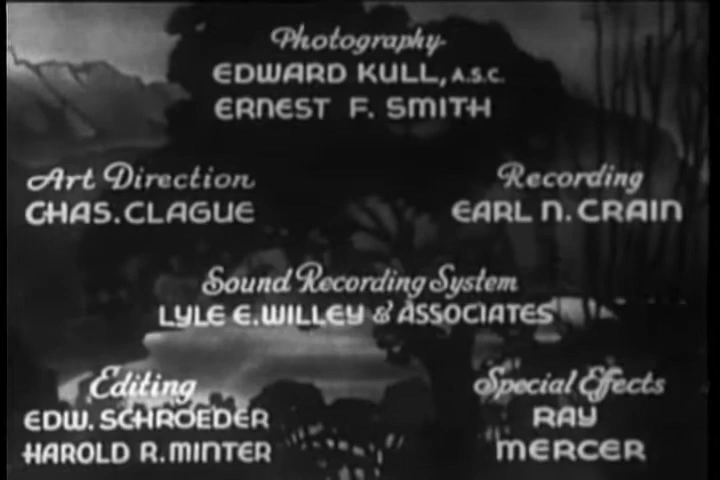 Photography
EDWARD KULL, A.S.C.
ERNEST F. SMITH
Art Direction
CHAS. CLAGUE
Recording
EARL N. CRAIN
Sound Recording System
LYLE E. WILLEY & ASSOCIATES
Editing
EDW. SCHROEDER
HAROLD R. MINTER
Special Effects
RAY
MERCER